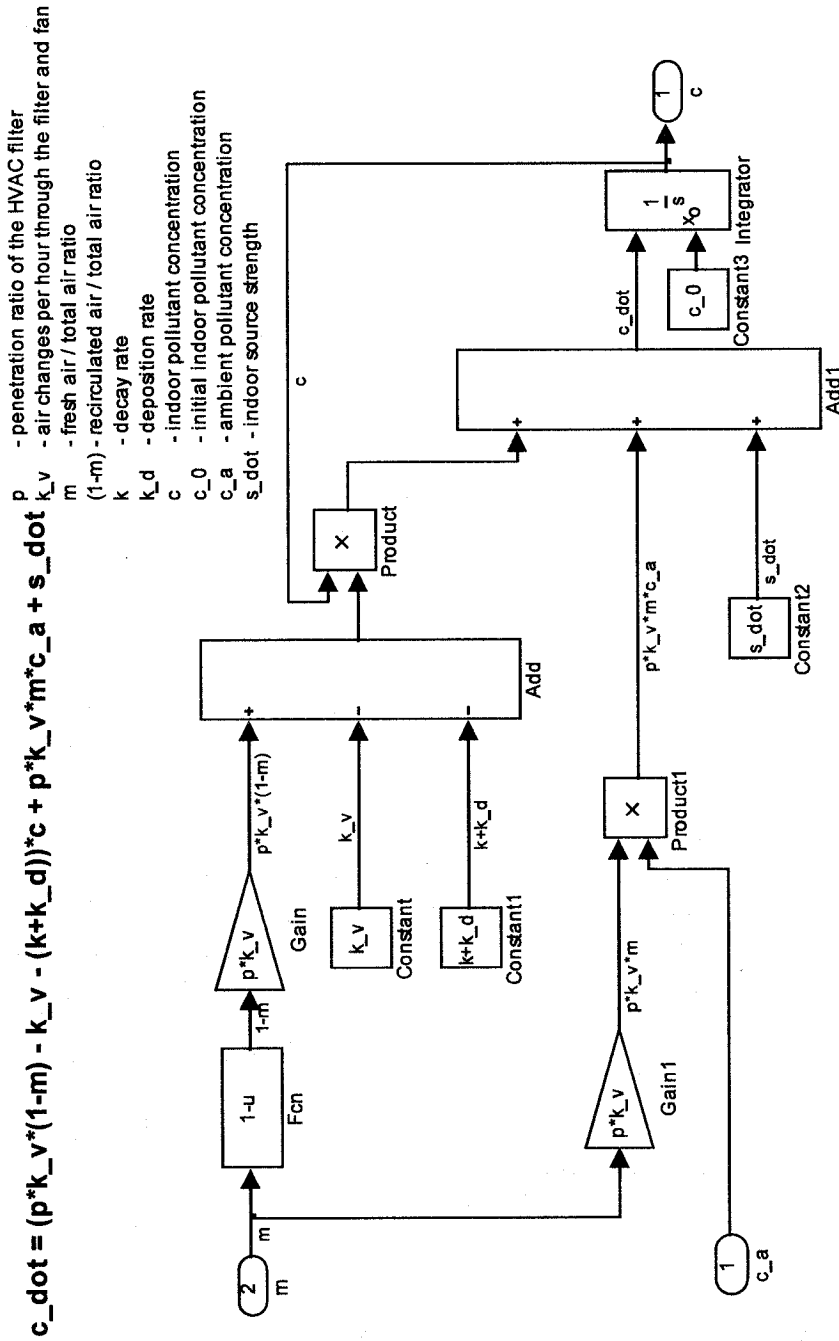 c_dot = (p*k_v*(1-m) - k_v - (k+k_d))*c + p*k_v*m*c_a + s_dot
p - penetration ratio of the HVAC filter
k_v - air changes per hour through the filter and fan
m - fresh air / total air ratio
(1-m) - recirculated air / total air ratio
k - decay rate
k_d - deposition rate
c - indoor pollutant concentration
c_0 - initial indoor pollutant concentration
c_a - ambient pollutant concentration
s_dot - indoor source strength
2
m
m
1-u
Fcn
1-m
p*k_v
Gain
p*k_v*(1-m)
k_v
Constant
k_v
k+k_d
Constant1
k+k_d
+
-
-
Add
×
Product
c
p*k_v
Gain1
p*k_v*m
1
c_a
×
Product1
p*k_v*m*c_a
s_dot
Constant2
s_dot
+
+
+
Add1
c_dot
c_0
Constant3
1
s
xo
Integrator
1
c